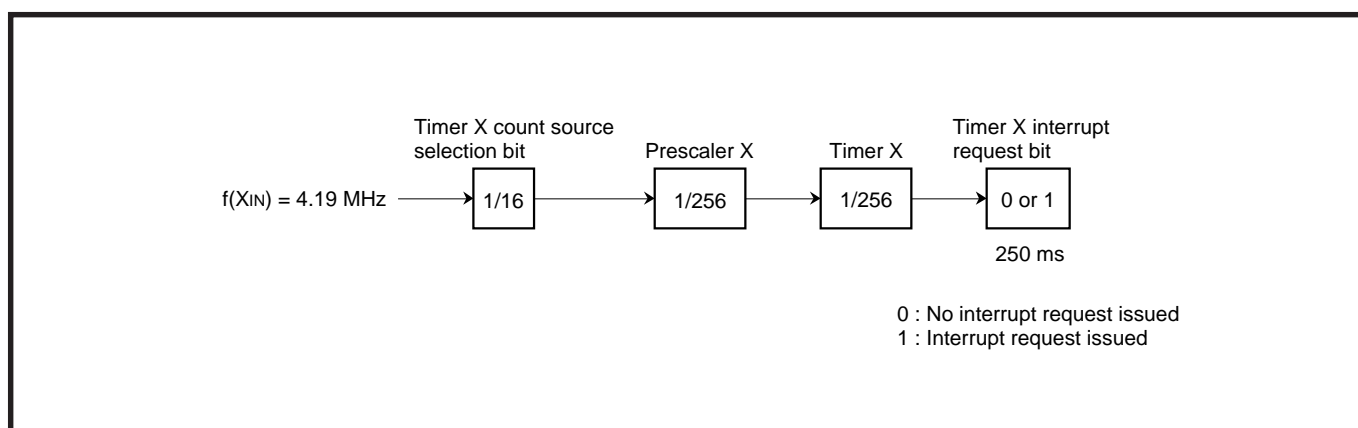 Timer X count source
selection bit
Prescaler X
Timer X
Timer X interrupt
request bit
f(XIN) = 4.19 MHz
1/16
1/256
1/256
0 or 1
250 ms
0 : No interrupt request issued
1 : Interrupt request issued